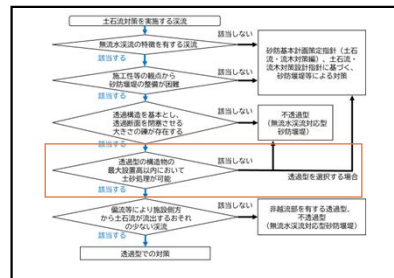 土石流対策を実施する渓流
無流水渓流の特徴を有する渓流
該当しない
該当する
施工性等の観点から
砂防堰堤の整備が困難
該当しない
砂防基本計画策定指針(土石
流・流木対策編)、土石流・
流木対策設計指針に基づく、
砂防堰堤等による対策
該当する
透過構造を基本とし、
透過断面を閉塞させる
大きさの礫が存在する
該当しない
不透過型
(無流水渓流対応型
砂防堰堤)
該当する
透過型の構造物の
最大設置高以内において
土砂処理が可能
該当しない
透過型を選択する場合
該当する
偏流等により施設側方
から土石流が流出するおそれ
の少ない渓流
該当しない
非越流部を有する透過型、
不透過型
(無流水渓流対応型砂防堰堤)
該当する
透過型での対策